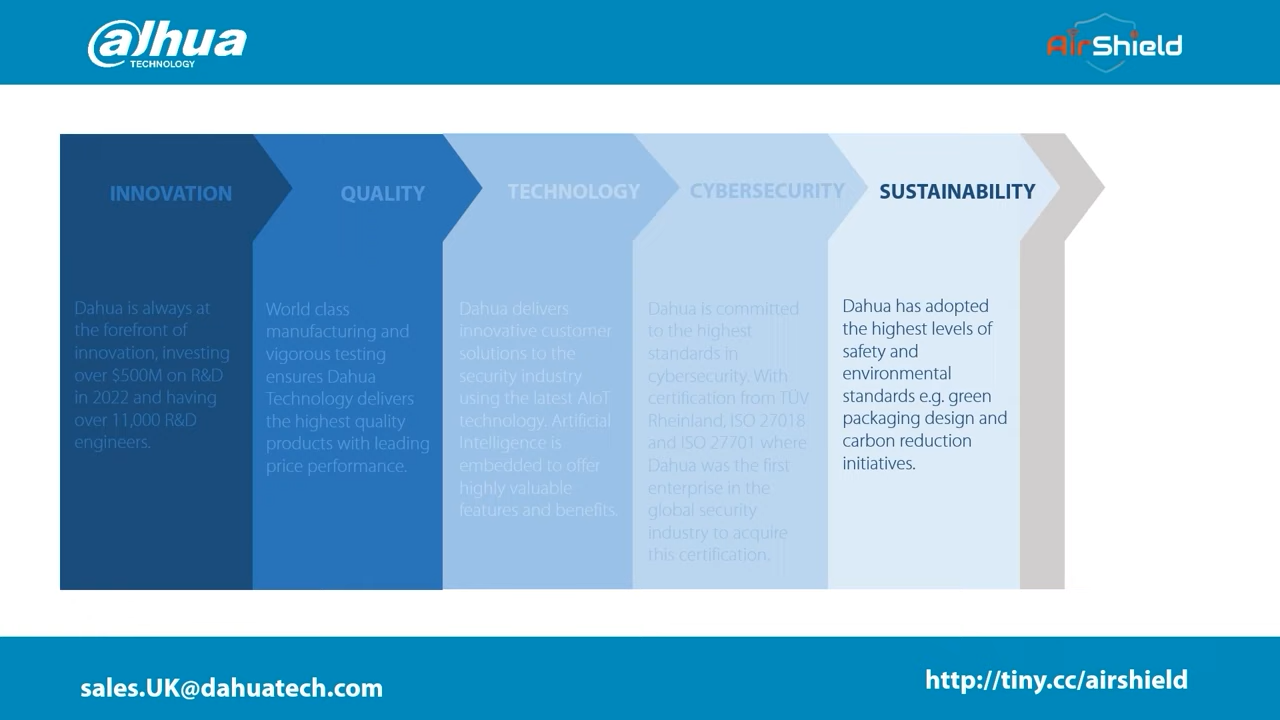 alhua
TECHNOLOGY
AirShield
INNOVATION
Dahua is always at
the forefront of
innovation, investing
over $500M on R&D
in 2022 and having
over 11,000 R&D
engineers.
QUALITY
World class
manufacturing and
vigorous testing
ensures Dahua
Technology delivers
the highest quality
products with leading
price performance.
TECHNOLOGY
Dahua delivers
innovative customer
solutions to the
security industry
using the latest AIoT
technology. Artificial
Intelligence is
embedded to offer
highly valuable
features and benefits.
CYBERSECURITY
Dahua is committed
to the highest
standards in
cybersecurity. With
certification from TÜV
Rheinland, ISO 27018
and ISO 27701 where
Dahua was the first
enterprise in the
global security
industry to acquire
this certification.
SUSTAINABILITY
Dahua has adopted
the highest levels of
safety and
environmental
standards e.g. green
packaging design and
carbon reduction
initiatives.
sales.UK@dahuatech.com
http://tiny.cc/airshield